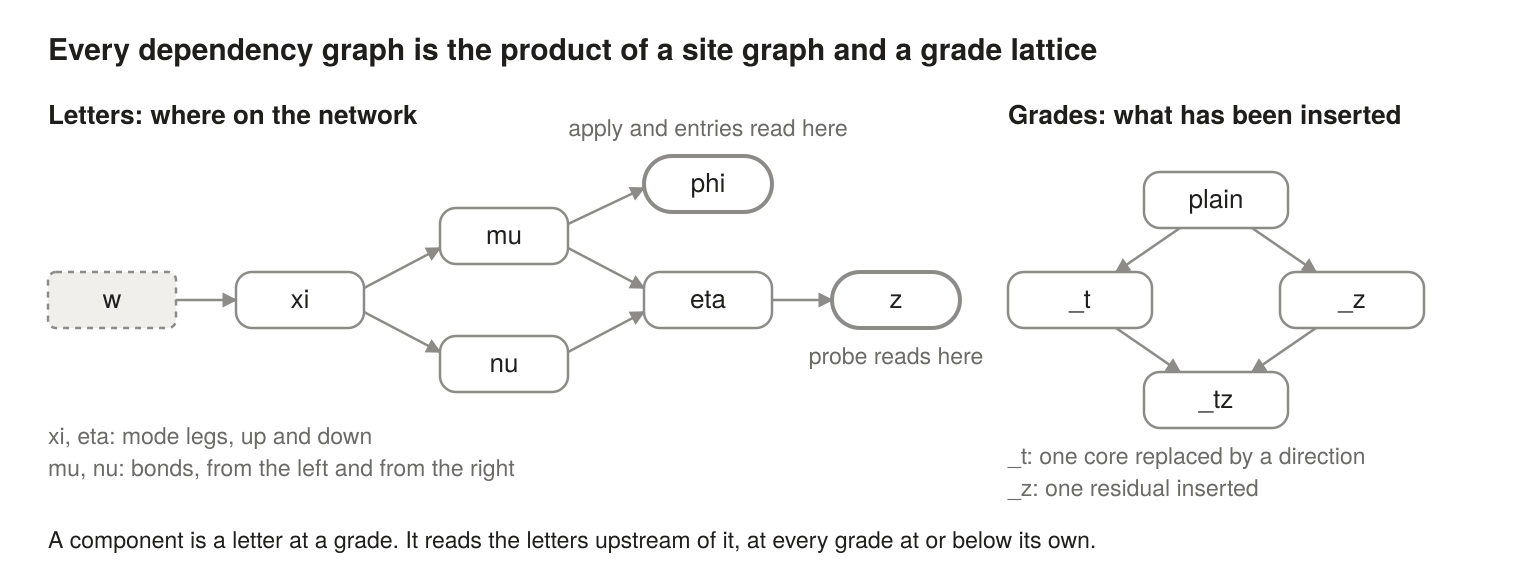 Every dependency graph is the product of a site graph and a grade lattice
Letters: where on the network
apply and entries read here
phi
mu
w
xi
eta
z
nu
probe reads here
xi, eta: mode legs, up and down
mu, nu: bonds, from the left and from the right
Grades: what has been inserted
plain
_t
_z
_tz
_t: one core replaced by a direction
_z: one residual inserted
A component is a letter at a grade. It reads the letters upstream of it, at every grade at or below its own.